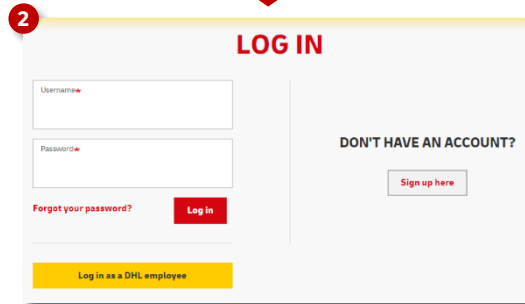 2
LOG IN
Username*
Password*
DON'T HAVE AN ACCOUNT?
Sign up here
Forgot your password?
Log in
Log in as a DHL employee